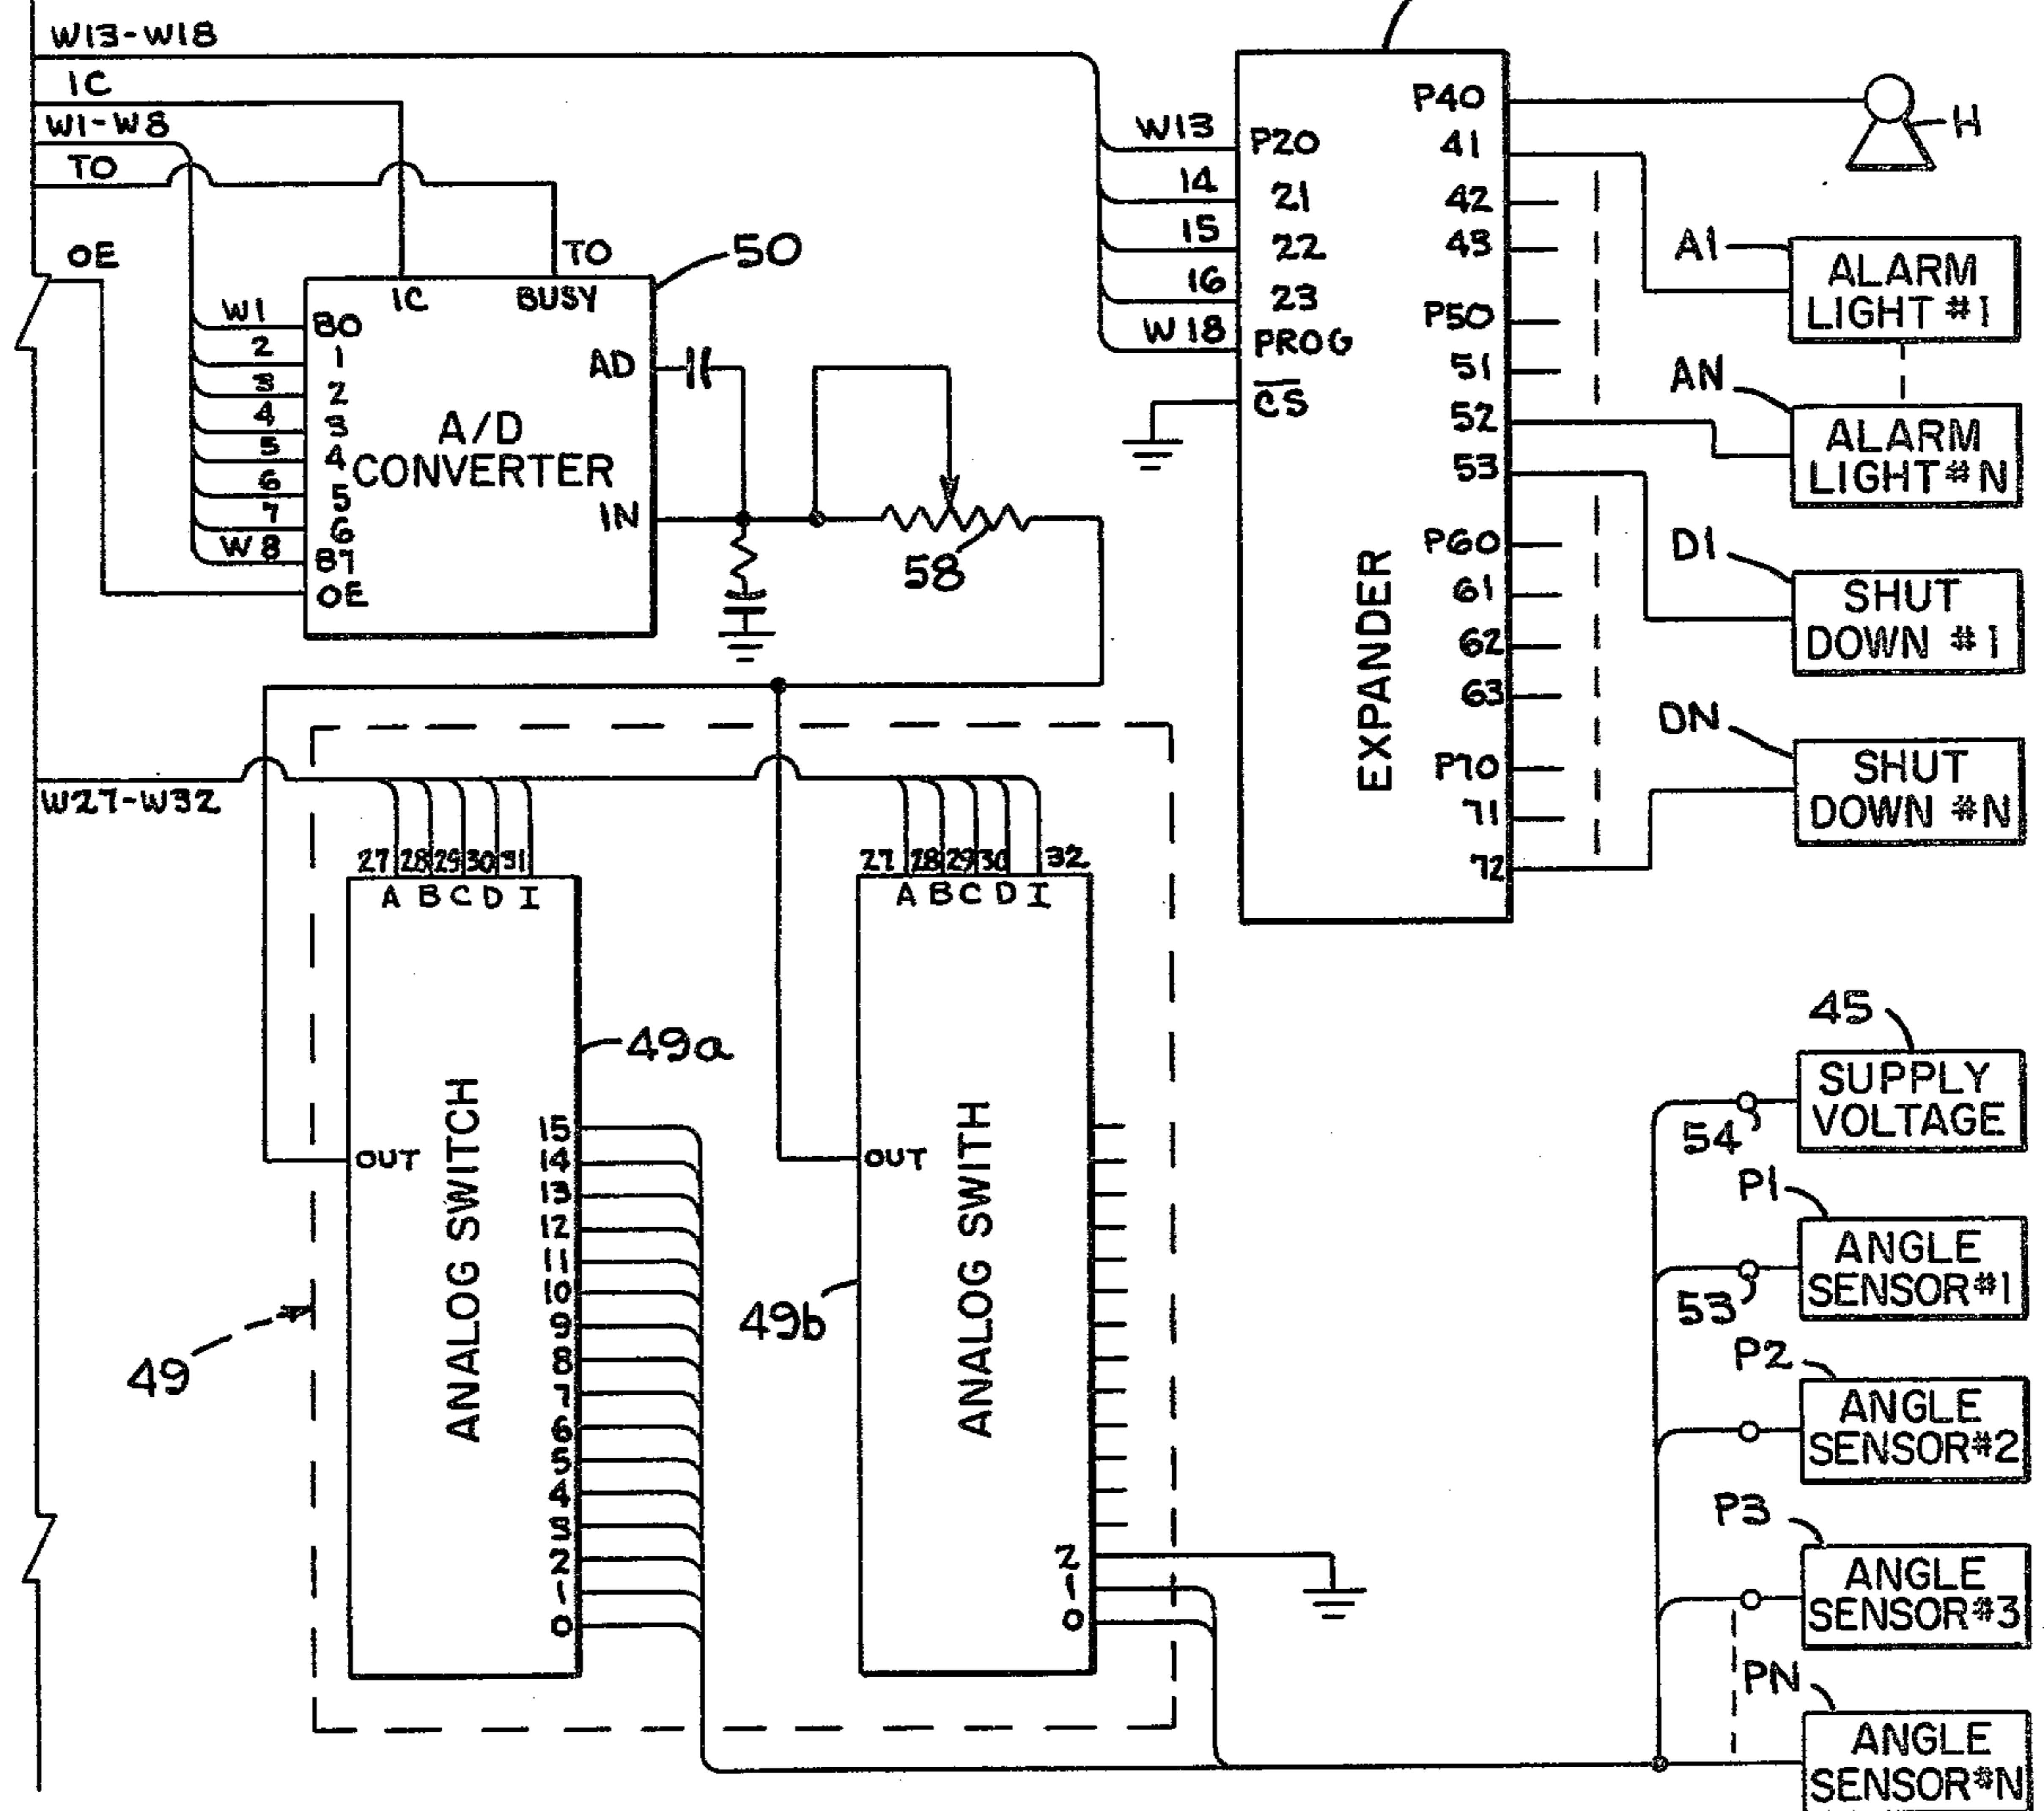 W13-W18
IC
W1-W8
TO
OE
W1
2
3
4
5
6
7
W8
B0
1
2
3
4
5
6
B7
OE
IC
BUSY
TO
50
AD
A/D
CONVERTER
IN
58
W13
14
15
16
W18
P20
21
22
23
PROG
CS
EXPANDER
P40
41
42
43
P50
51
52
53
P60
61
62
63
P70
71
72
H
A1
ALARM
LIGHT #1
AN
ALARM
LIGHT #N
D1
SHUT
DOWN #1
DN
SHUT
DOWN #N
W27-W32
27 28 29 30 31
A B C D I
27 28 29 30 32
A B C D I
49a
ANALOG SWITCH
OUT
15
14
13
12
11
10
9
8
7
6
5
4
3
2
1
0
49
49b
ANALOG SWITH
OUT
2
1
0
45
SUPPLY
VOLTAGE
54
P1
ANGLE
SENSOR #1
53
P2
ANGLE
SENSOR #2
P3
ANGLE
SENSOR #3
PN
ANGLE
SENSOR #N